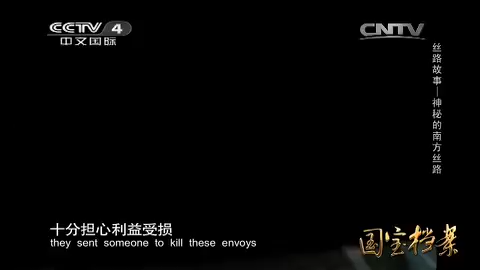 CCTV 4
中文国际
CNTV
丝路故事—神秘的南方丝路
十分担心利益受损
they sent someone to kill these envoys
国宝档案